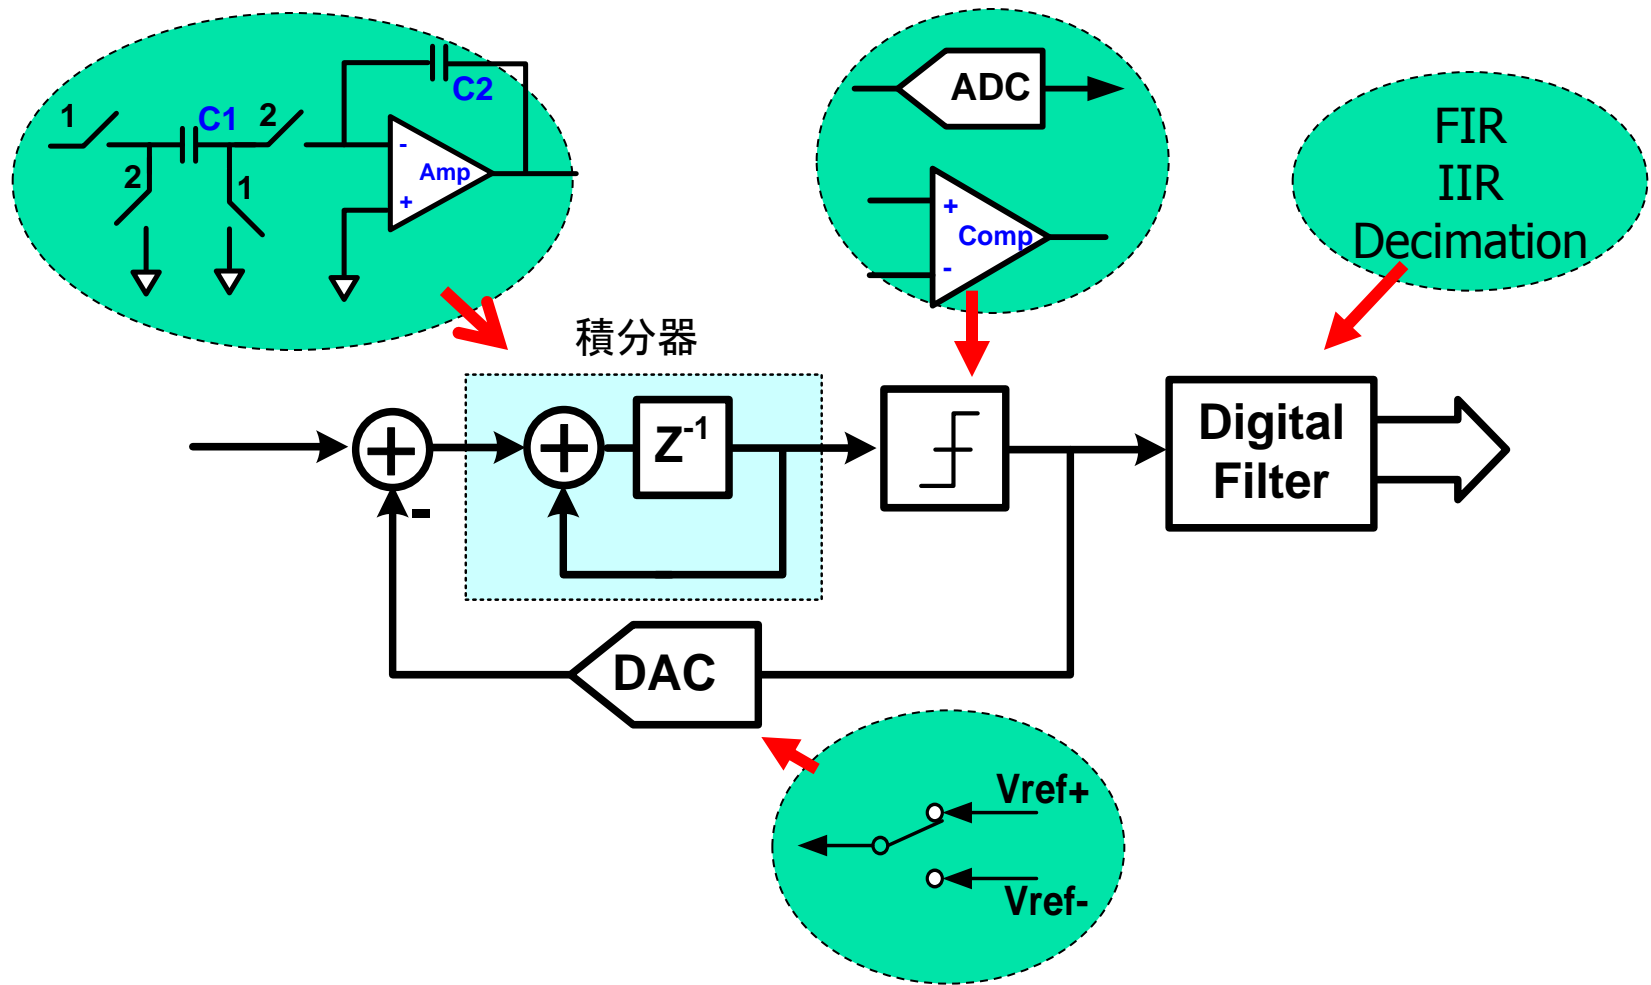 1
C1
2
C2
2
1
-
Amp
+
ADC
+
Comp
-
FIR
IIR
Decimation
積分器
Z-1
-
Digital
Filter
DAC
Vref+
Vref-